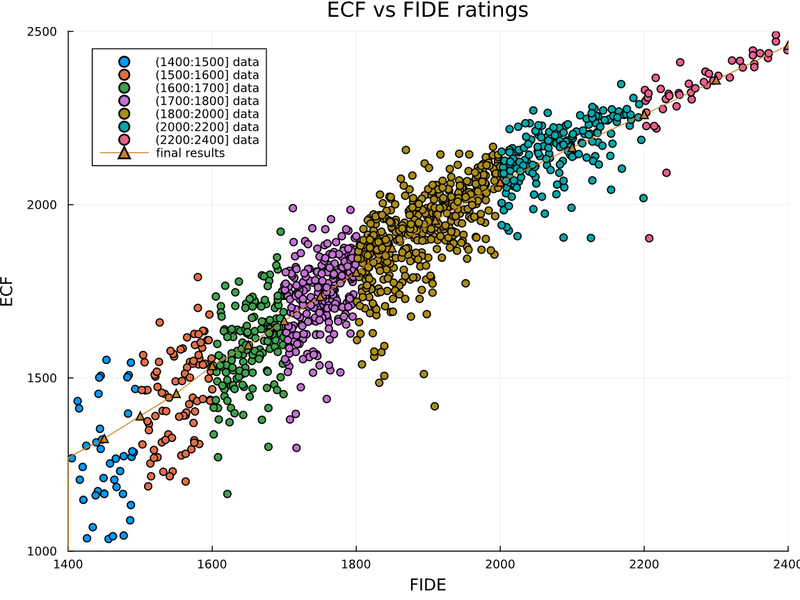 ECF vs FIDE ratings
2500
(1400:1500] data
(1500:1600] data
(1600:1700] data
(1700:1800] data
(1800:2000] data
(2000:2200] data
(2200:2400] data
final results
2000
ECF
1500
1000
1400 1600 1800 2000 2200 2400
FIDE